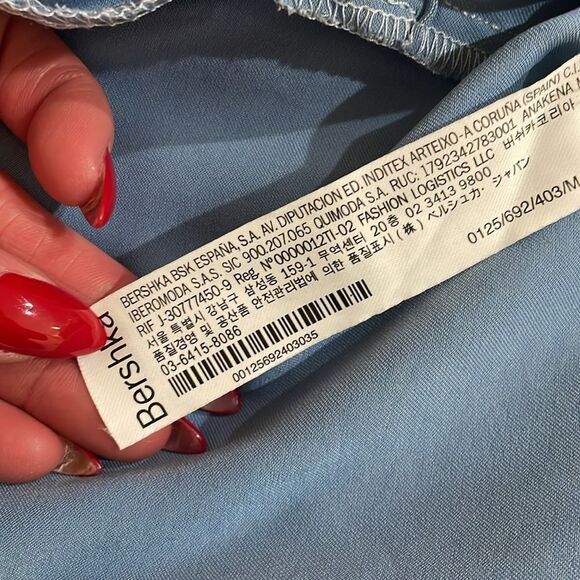 Bershka
BERSHKA BSK ESPAÑA, S.A. AV. DIPUTACION ED. INDITEX ARTEIXO - A CORUÑA (SPAIN)
IBEROMODA S.A.S. SIC 900.207.065 QUIMODA S.A. RUC: 1792342783001 ANAKENA
RIF J-30777450-9 Reg. Nº0000012TI-02 FASHION LOGISTICS LLC 버쉬카코리아
서울 특별시 강남구 삼성동 159-1 무역센터 20층 02 3413 9800
품질경영 및 공산품 안전관리법에 의한 품질표시 (株) ベルシュカ・ジャパン
03-6415-8086
00125692403035
0125/692/403/M